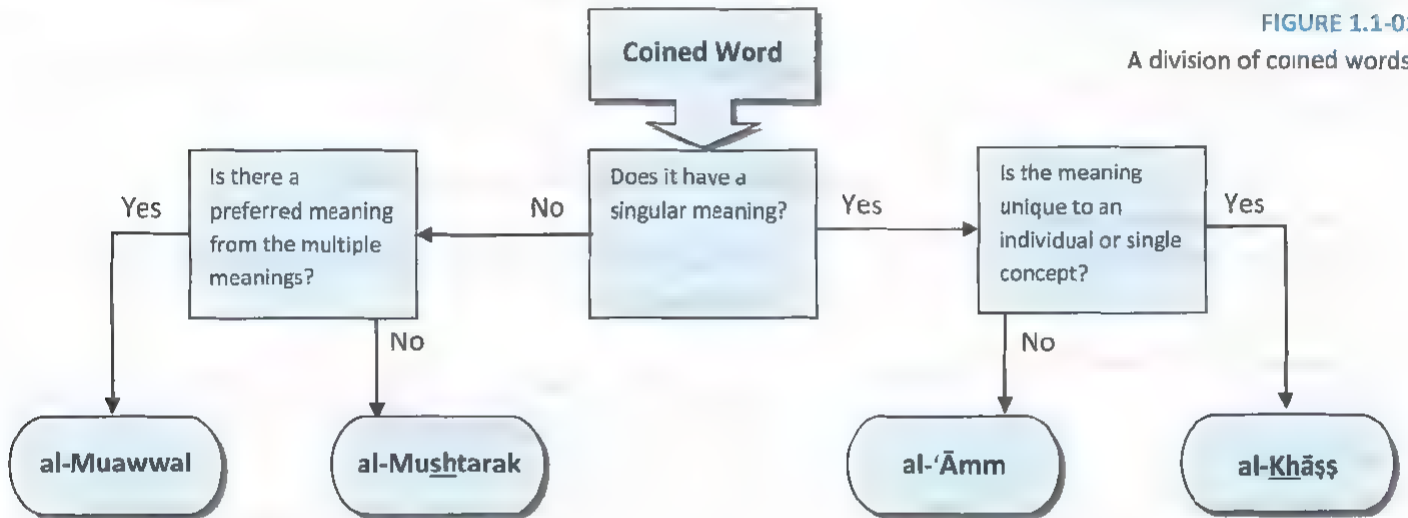 FIGURE 1.1-01
A division of coined words
Coined Word
Is there a
preferred meaning
from the multiple
meanings?
Does it have a
singular meaning?
Is the meaning
unique to an
individual or single
concept?
Yes
No
Yes
Yes
No
No
al-Muawwal
al-Mushtarak
al-‘Āmm
al-Khāṣṣ